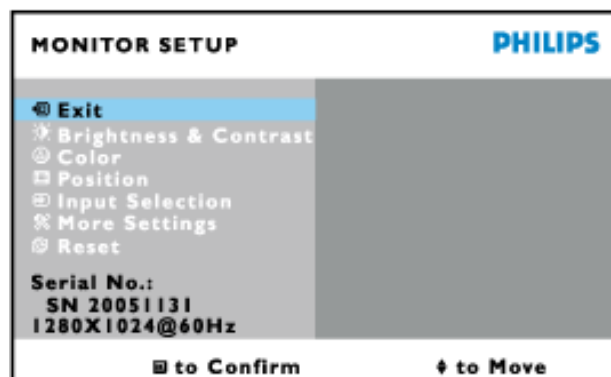 MONITOR SETUP PHILIPS
Exit
Brightness & Contrast
Color
Position
Input Selection
More Settings
Reset
Serial No.:
SN 20051131
1280X1024@60Hz
to Confirm to Move